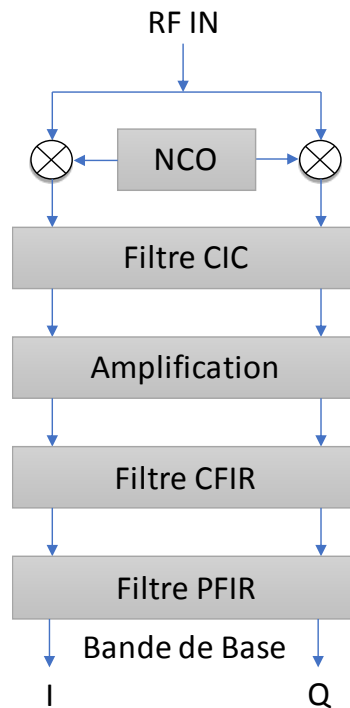 RF IN
NCO
Filtre CIC
Amplification
Filtre CFIR
Filtre PFIR
Bande de Base
I Q